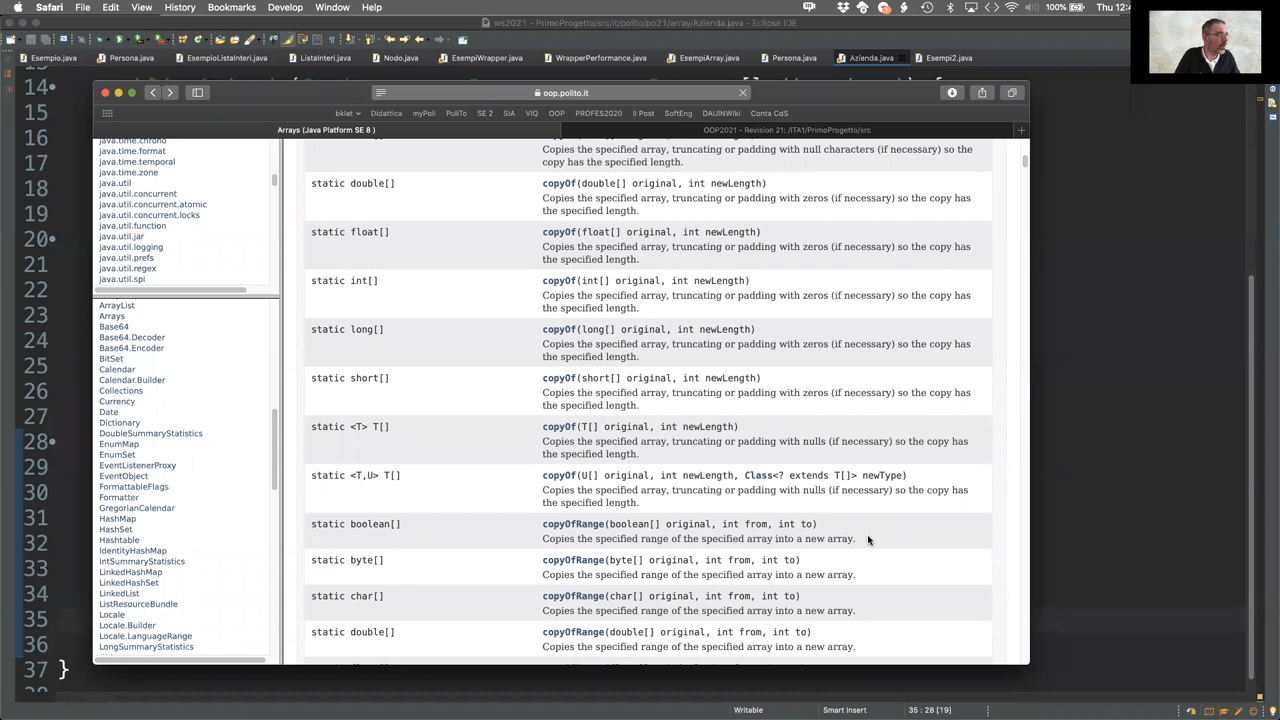 Safari File Edit View History Bookmarks Develop Window Help
100% Thu 12:
ws2021 - PrimoProgetto/src/it/polito/po21/array/Azienda.java - Eclipse IDE
Esempio.java Persona.java EsempioListaInteri.java ListaInteri.java Nodo.java EsempiWrapper.java WrapperPerformance.java EsempiArray.java Persona.java Azienda.java Esempi2.java
14
15
16
17
18
19
20
21
22
23
24
25
26
27
28
29
30
31
32
33
34
35
36
37 }
oop.polito.it
bklet Didattica myPoli PoliTo SE 2 SIA VIQ OOP PROFES2020 Il Post SoftEng DAUINWiki Conta CdS
Arrays (Java Platform SE 8 )
OOP2021 - Revision 21: /ITA1/PrimoProgetto/src
java.time.chrono
java.time.format
java.time.temporal
java.time.zone
java.util
java.util.concurrent
java.util.concurrent.atomic
java.util.concurrent.locks
java.util.function
java.util.jar
java.util.logging
java.util.prefs
java.util.regex
java.util.spi
ArrayList
Arrays
Base64
Base64.Decoder
Base64.Encoder
BitSet
Calendar
Calendar.Builder
Collections
Currency
Date
Dictionary
DoubleSummaryStatistics
EnumMap
EnumSet
EventListenerProxy
EventObject
FormattableFlags
Formatter
GregorianCalendar
HashMap
HashSet
Hashtable
IdentityHashMap
IntSummaryStatistics
LinkedHashMap
LinkedHashSet
LinkedList
ListResourceBundle
Locale
Locale.Builder
Locale.LanguageRange
LongSummaryStatistics
Copies the specified array, truncating or padding with null characters (if necessary) so the
copy has the specified length.
static double[] copyOf(double[] original, int newLength)
Copies the specified array, truncating or padding with zeros (if necessary) so the copy has
the specified length.
static float[] copyOf(float[] original, int newLength)
Copies the specified array, truncating or padding with zeros (if necessary) so the copy has
the specified length.
static int[] copyOf(int[] original, int newLength)
Copies the specified array, truncating or padding with zeros (if necessary) so the copy has
the specified length.
static long[] copyOf(long[] original, int newLength)
Copies the specified array, truncating or padding with zeros (if necessary) so the copy has
the specified length.
static short[] copyOf(short[] original, int newLength)
Copies the specified array, truncating or padding with zeros (if necessary) so the copy has
the specified length.
static <T> T[] copyOf(T[] original, int newLength)
Copies the specified array, truncating or padding with nulls (if necessary) so the copy has
the specified length.
static <T,U> T[] copyOf(U[] original, int newLength, Class<? extends T[]> newType)
Copies the specified array, truncating or padding with nulls (if necessary) so the copy has
the specified length.
static boolean[] copyOfRange(boolean[] original, int from, int to)
Copies the specified range of the specified array into a new array.
static byte[] copyOfRange(byte[] original, int from, int to)
Copies the specified range of the specified array into a new array.
static char[] copyOfRange(char[] original, int from, int to)
Copies the specified range of the specified array into a new array.
static double[] copyOfRange(double[] original, int from, int to)
Copies the specified range of the specified array into a new array.
Writable Smart Insert 35 : 28 [19]